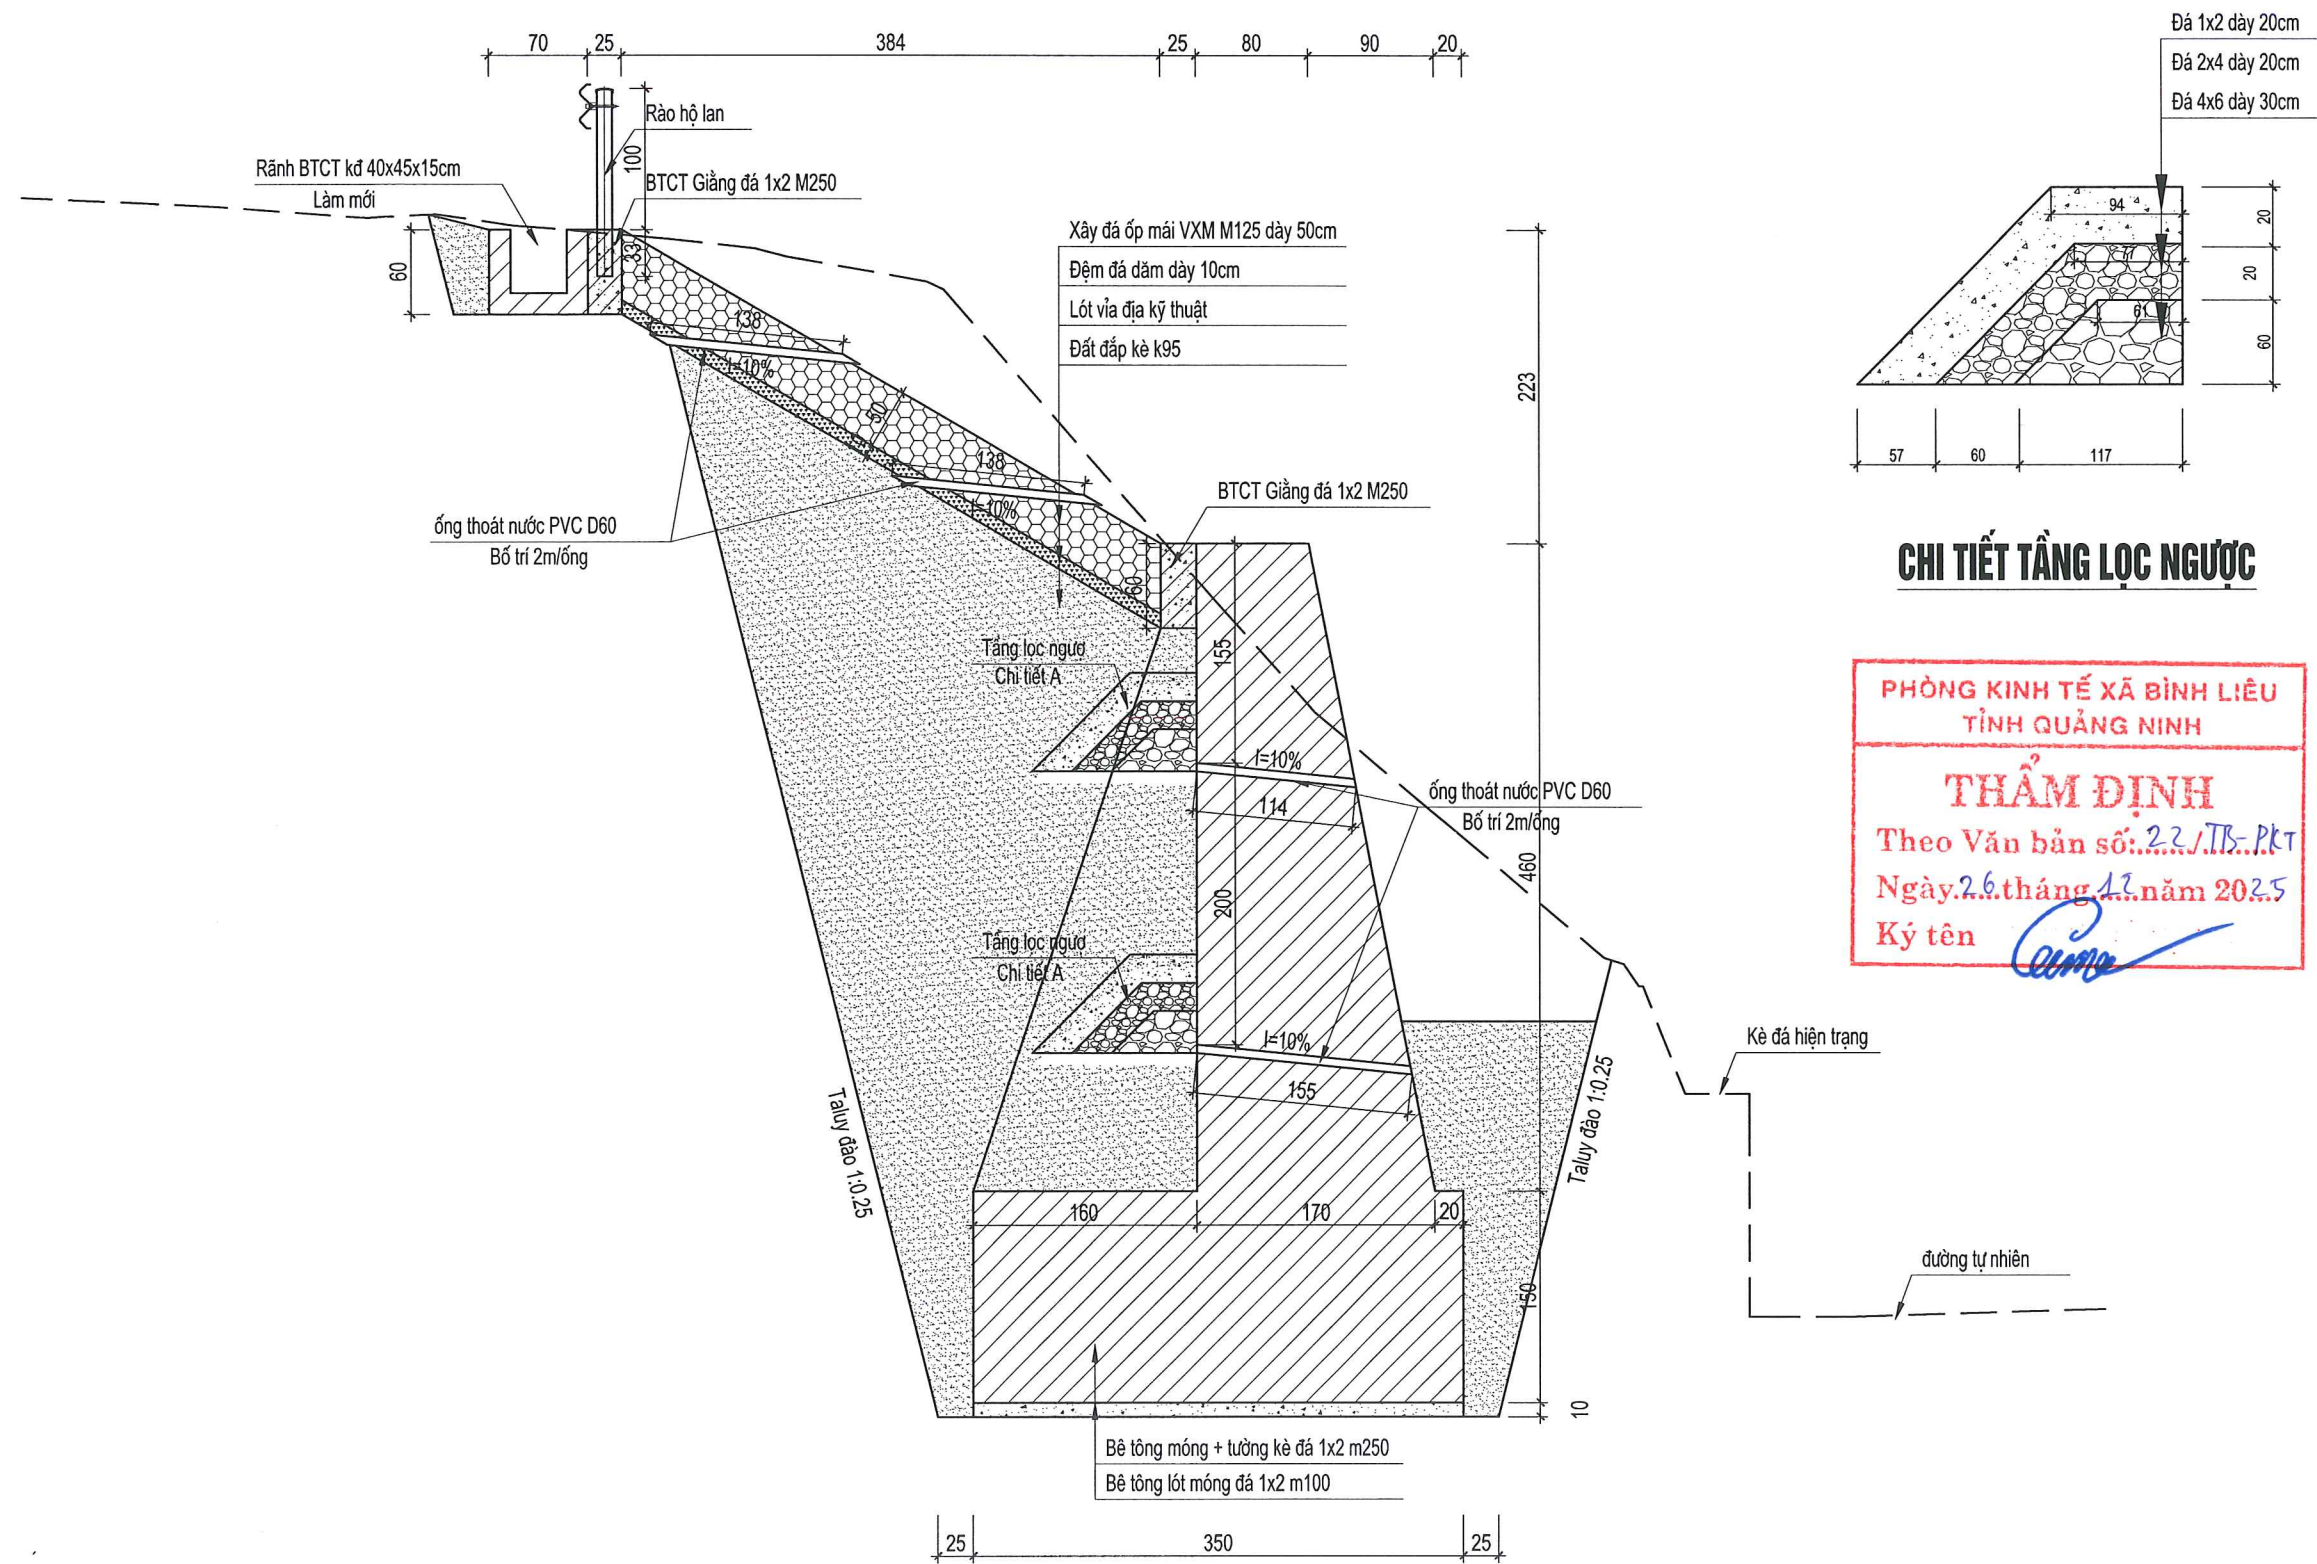 70 25 384 25 80 90 20
Đá 1x2 dày 20cm
Đá 2x4 dày 20cm
Đá 4x6 dày 30cm
Rào hộ lan
100
Rãnh BTCT kđ 40x45x15cm
Làm mới
BTCT Giằng đá 1x2 M250
33
60
Xây đá ốp mái VXM M125 dày 50cm
Đệm đá dăm dày 10cm
Lót vỉa địa kỹ thuật
Đất đắp kè k95
94
20
77
20
61
60
57 60 117
138
I=10%
50
223
138
I=10%
BTCT Giằng đá 1x2 M250
ống thoát nước PVC D60
Bố trí 2m/ống
60
CHI TIẾT TẦNG LỌC NGƯỢC
Tầng lọc ngượ
Chi tiết A
155
I=10%
114
ống thoát nước PVC D60
Bố trí 2m/ống
460
200
PHÒNG KINH TẾ XÃ BÌNH LIÊU
TỈNH QUẢNG NINH
THẨM ĐỊNH
Theo Văn bản số: 22/TB-PKT
Ngày 26 tháng 12 năm 2025
Ký tên
Tầng lọc ngượ
Chi tiết A
I=10%
155
Kè đá hiện trạng
Taluy đào 1:0.25
Taluy đào 1:0.25
160 170 20
đường tự nhiên
150
10
Bê tông móng + tường kè đá 1x2 m250
Bê tông lót móng đá 1x2 m100
25 350 25